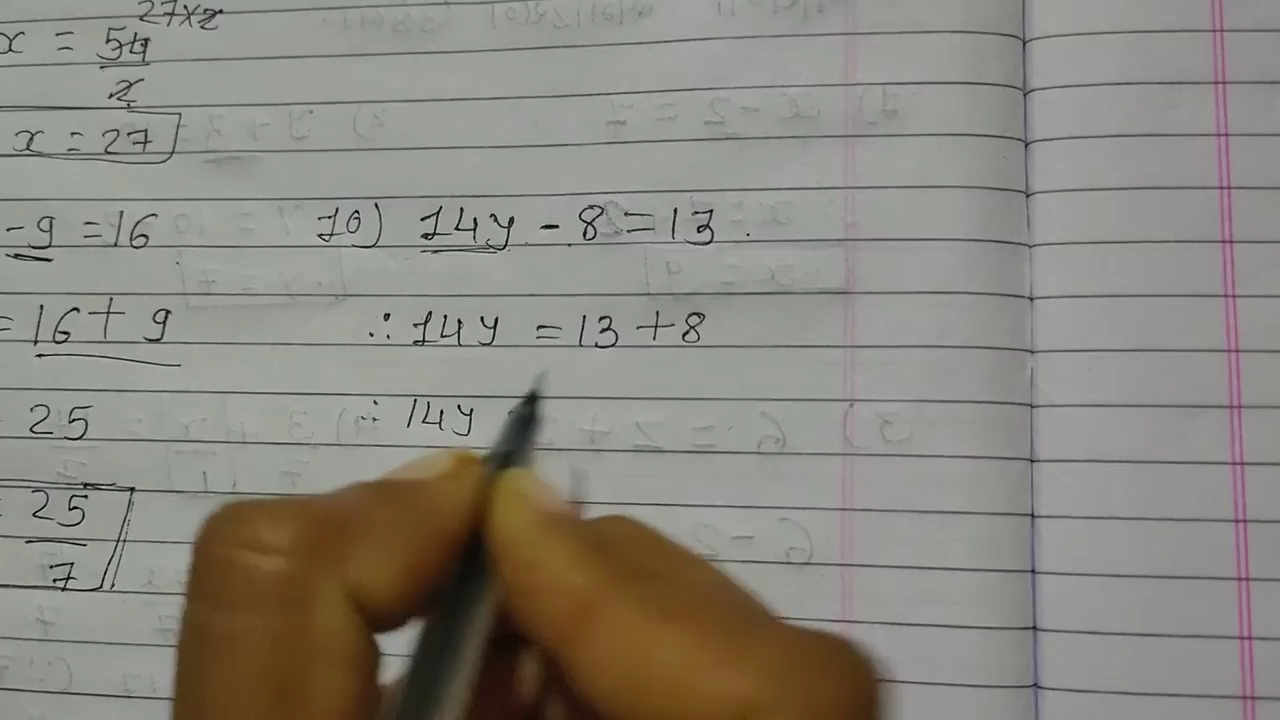 27×2
x = 54
2
x = 27
-9 = 16
= 16 + 9
25
25
7
10) 14y - 8 = 13.
∴ 14y = 13 + 8
∴ 14y